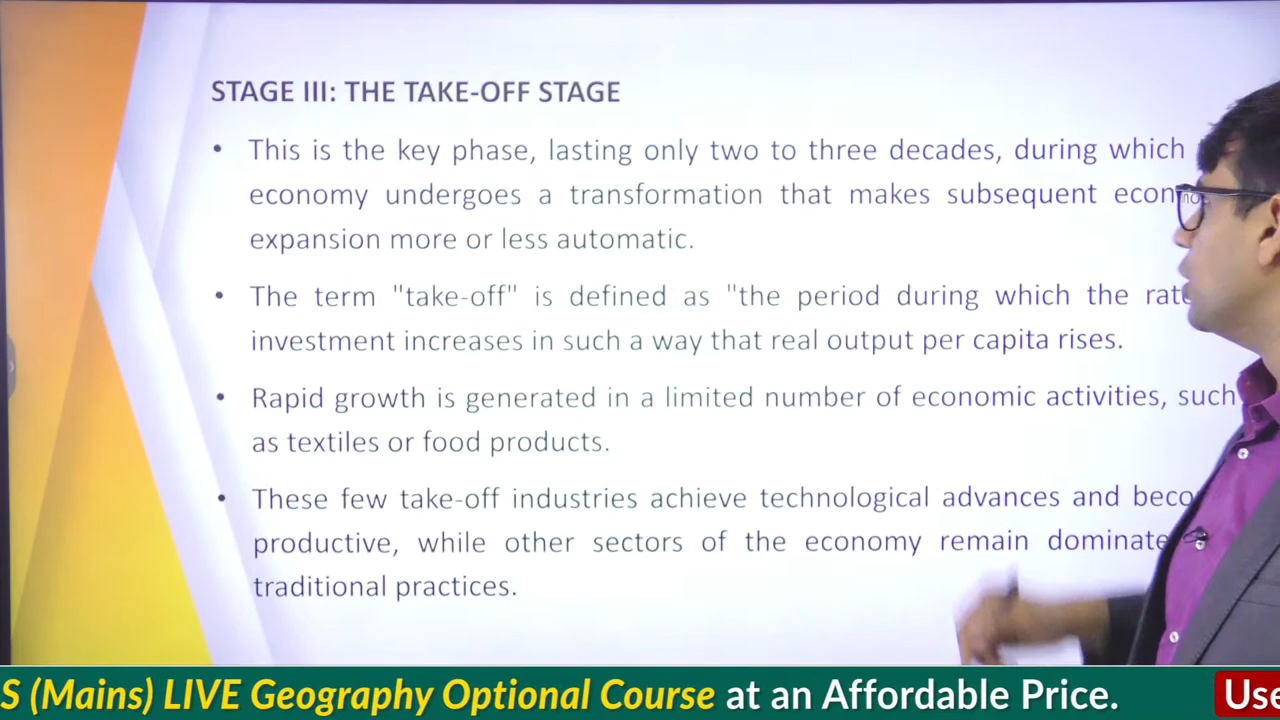 STAGE III: THE TAKE-OFF STAGE
• This is the key phase, lasting only two to three decades, during which
economy undergoes a transformation that makes subsequent
expansion more or less automatic.
• The term "take-off" is defined as "the period during which the
investment increases in such a way that real output per capita rises.
• Rapid growth is generated in a limited number of economic activities, such
as textiles or food products.
• These few take-off industries achieve technological advances and
productive, while other sectors of the economy remain
traditional practices.
S (Mains) LIVE Geography Optional Course at an Affordable Price.